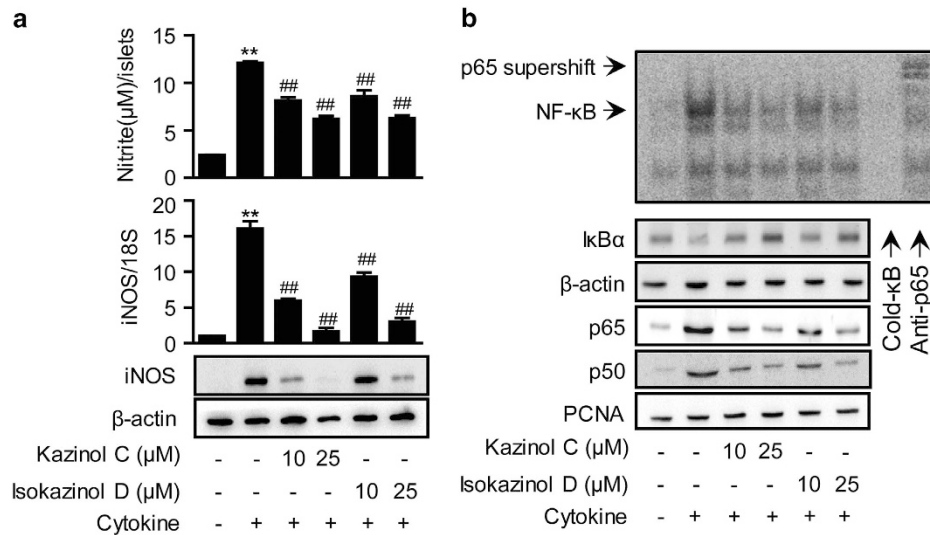 a
Nitrite(µM)/islets
15
10
5
0
**
##
##
##
##
iNOS/18S
20
15
10
5
0
**
##
##
##
##
iNOS
β-actin
Kazinol C (µM) - - 10 25 - -
Isokazinol D (µM) - - - - 10 25
Cytokine - + + + + +
b
p65 supershift
NF-κB
IκBα
β-actin
p65
p50
PCNA
Cold-κB
Anti-p65
Kazinol C (µM) - - 10 25 - -
Isokazinol D (µM) - - - - 10 25
Cytokine - + + + + +